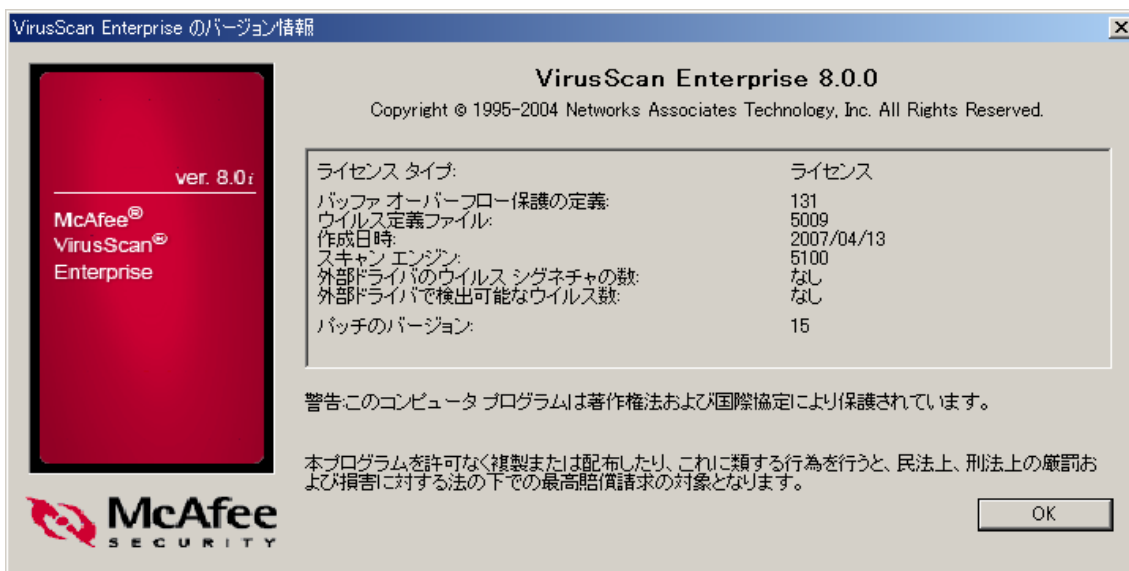 VirusScan Enterprise のバージョン情報
VirusScan Enterprise 8.0.0
Copyright © 1995-2004 Networks Associates Technology, Inc. All Rights Reserved.
ver. 8.0i
McAfee®
VirusScan®
Enterprise
McAfee
SECURITY
ライセンス タイプ: ライセンス
バッファ オーバーフロー保護の定義: 131
ウイルス定義ファイル: 5009
作成日時: 2007/04/13
スキャン エンジン: 5100
外部ドライバのウイルス シグネチャの数: なし
外部ドライバで検出可能なウイルス数: なし
パッチのバージョン: 15
警告:このコンピュータ プログラムは著作権法および国際協定により保護されています。
本プログラムを許可なく複製または配布したり、これに類する行為を行うと、民法上、刑法上の厳罰お
よび損害に対する法の下での最高賠償請求の対象となります。
OK